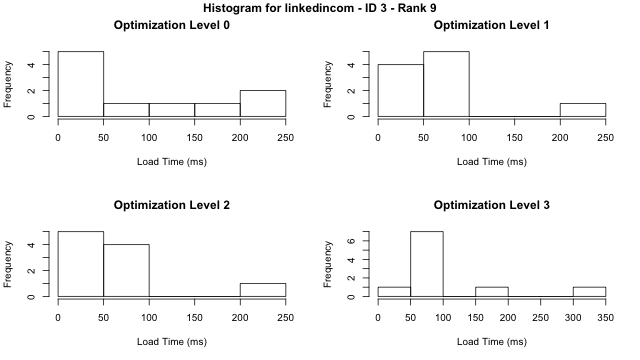 Histogram for linkedincom - ID 3 - Rank 9
Optimization Level 0
Frequency
0 2 4
0 50 100 150 200 250
Load Time (ms)
Optimization Level 1
Frequency
0 2 4
0 50 100 150 200 250
Load Time (ms)
Optimization Level 2
Frequency
0 2 4
0 50 100 150 200 250
Load Time (ms)
Optimization Level 3
Frequency
0 2 4 6
0 50 100 150 200 250 300 350
Load Time (ms)